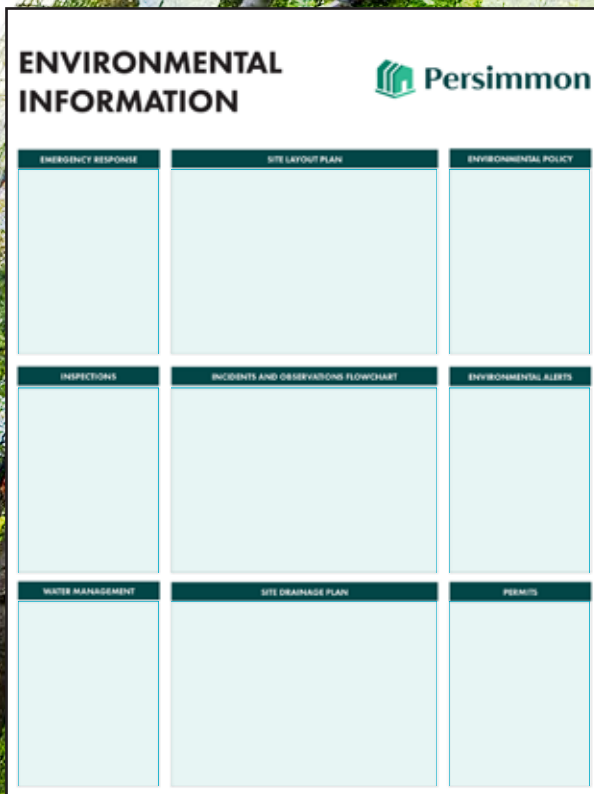 ENVIRONMENTAL
INFORMATION
Persimmon
EMERGENCY RESPONSE
SITE LAYOUT PLAN
ENVIRONMENTAL POLICY
INSPECTIONS
INCIDENTS AND OBSERVATIONS FLOWCHART
ENVIRONMENTAL ALERTS
WATER MANAGEMENT
SITE DRAINAGE PLAN
PERMITS